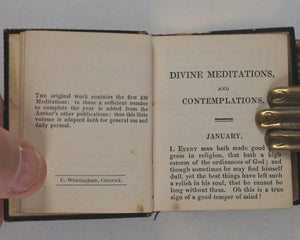 The original work contains the first 338
Meditations: to these a sufficient number
to complete the year is added from the
Author's other publications: thus this little
volume is adapted both for general use and
daily perusal.
C. Whittingham, Chiswick.
DIVINE MEDITATIONS,
AND
CONTEMPLATIONS.
JANUARY.
1. Every man hath made good pro-
gress in religion, that hath a high
esteem of the ordinances of God; and
though sometimes he may find himself
dull, yet the best things have left such
a relish in his soul, that he cannot be
long without them. Oh this is a true
sign of a good temper of mind!